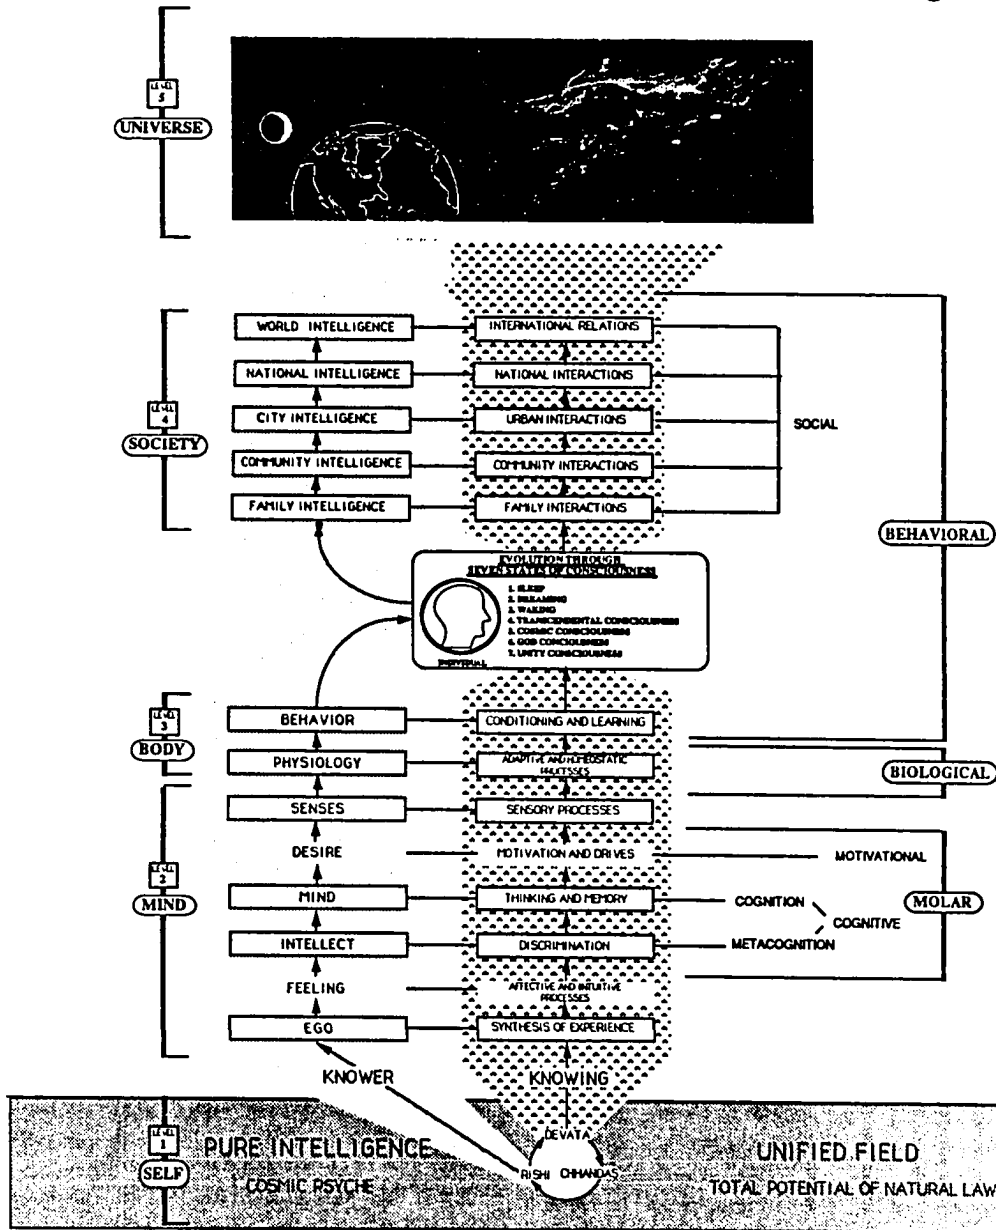 LEVEL
5
UNIVERSE
WORLD INTELLIGENCE
INTERNATIONAL RELATIONS
NATIONAL INTELLIGENCE
NATIONAL INTERACTIONS
LEVEL
4
SOCIETY
CITY INTELLIGENCE
URBAN INTERACTIONS
SOCIAL
COMMUNITY INTELLIGENCE
COMMUNITY INTERACTIONS
FAMILY INTELLIGENCE
FAMILY INTERACTIONS
BEHAVIORAL
EVOLUTION THROUGH
SEVEN STATES OF CONSCIOUSNESS
1. SLEEP
2. DREAMING
3. WAKING
4. TRANSCENDENTAL CONSCIOUSNESS
5. COSMIC CONSCIOUSNESS
6. GOD CONSCIOUSNESS
7. UNITY CONSCIOUSNESS
INDIVIDUAL
LEVEL
3
BODY
BEHAVIOR
CONDITIONING AND LEARNING
PHYSIOLOGY
ADAPTIVE AND HOMEOSTATIC
PROCESSES
BIOLOGICAL
SENSES
SENSORY PROCESSES
DESIRE
MOTIVATION AND DRIVES
MOTIVATIONAL
LEVEL
2
MIND
MIND
THINKING AND MEMORY
COGNITION
MOLAR
COGNITIVE
INTELLECT
DISCRIMINATION
METACOGNITION
FEELING
AFFECTIVE AND INTUITIVE
PROCESSES
EGO
SYNTHESIS OF EXPERIENCE
KNOWER
KNOWING
LEVEL
1
SELF
PURE INTELLIGENCE
COSMIC PSYCHE
DEVATA
RISHI
CHHANDAS
UNIFIED FIELD
TOTAL POTENTIAL OF NATURAL LAW